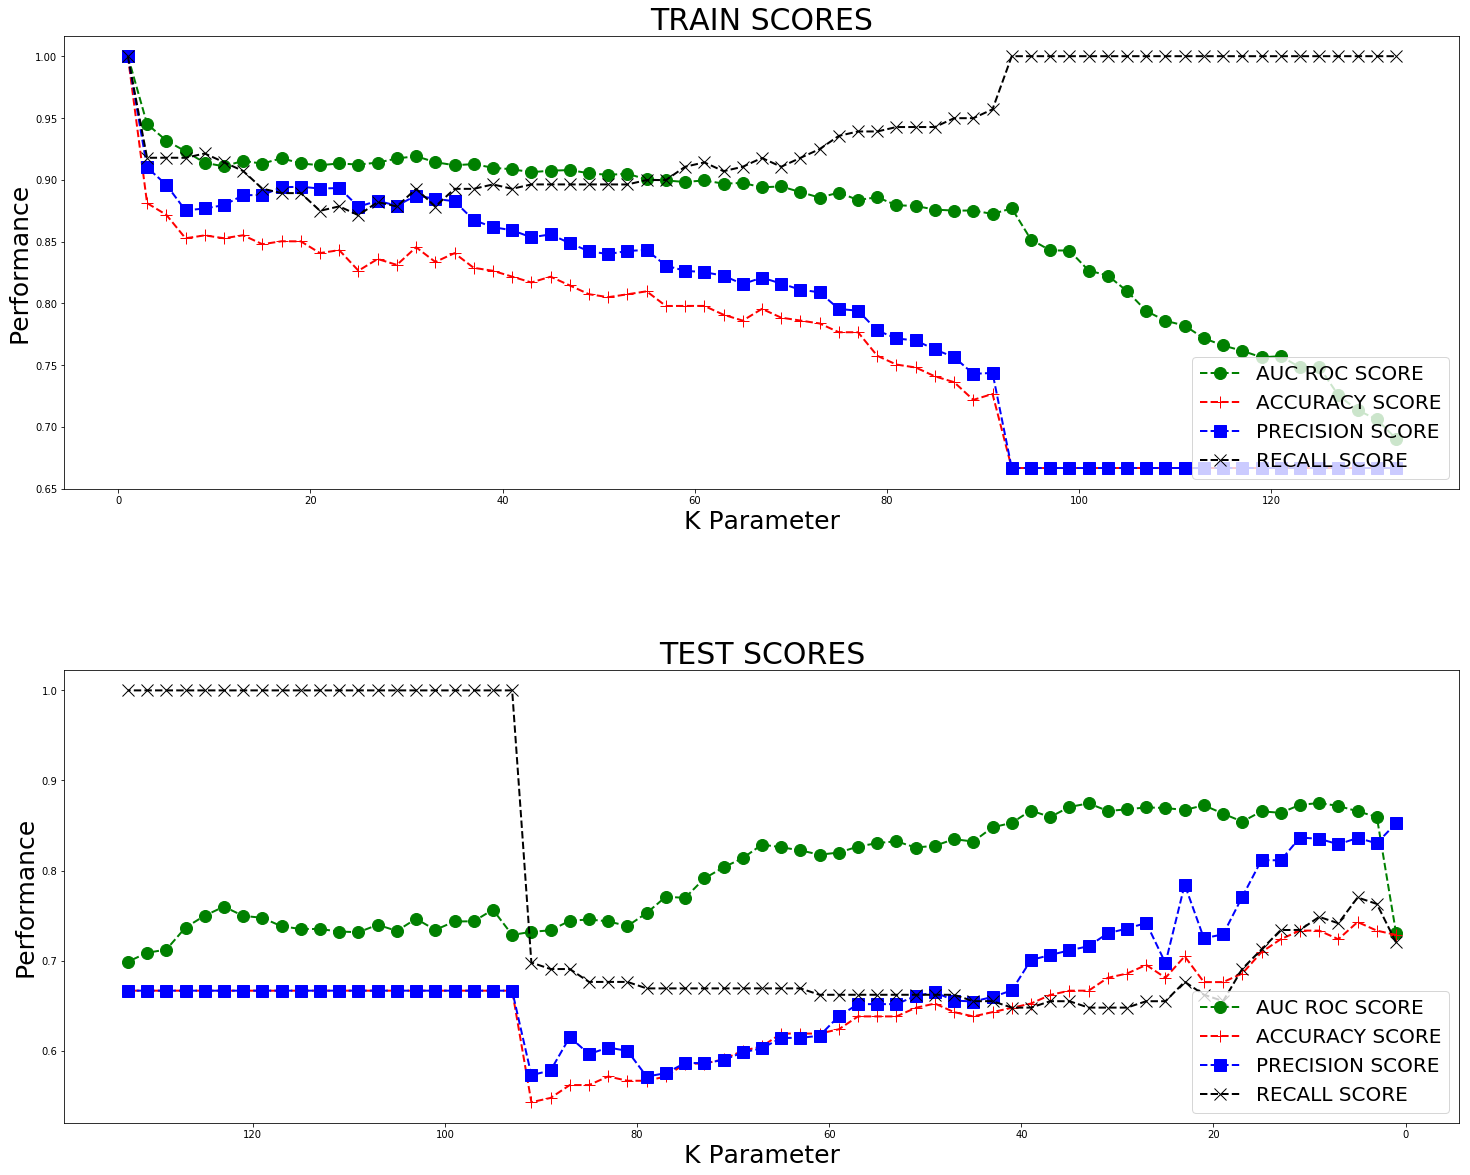 TRAIN SCORES
1.00
0.95
0.90
0.85
0.80
0.75
0.70
0.65
Performance
0 20 40 60 80 100 120
K Parameter
AUC ROC SCORE
ACCURACY SCORE
PRECISION SCORE
RECALL SCORE
TEST SCORES
1.0
0.9
0.8
0.7
0.6
Performance
120 100 80 60 40 20 0
K Parameter
AUC ROC SCORE
ACCURACY SCORE
PRECISION SCORE
RECALL SCORE